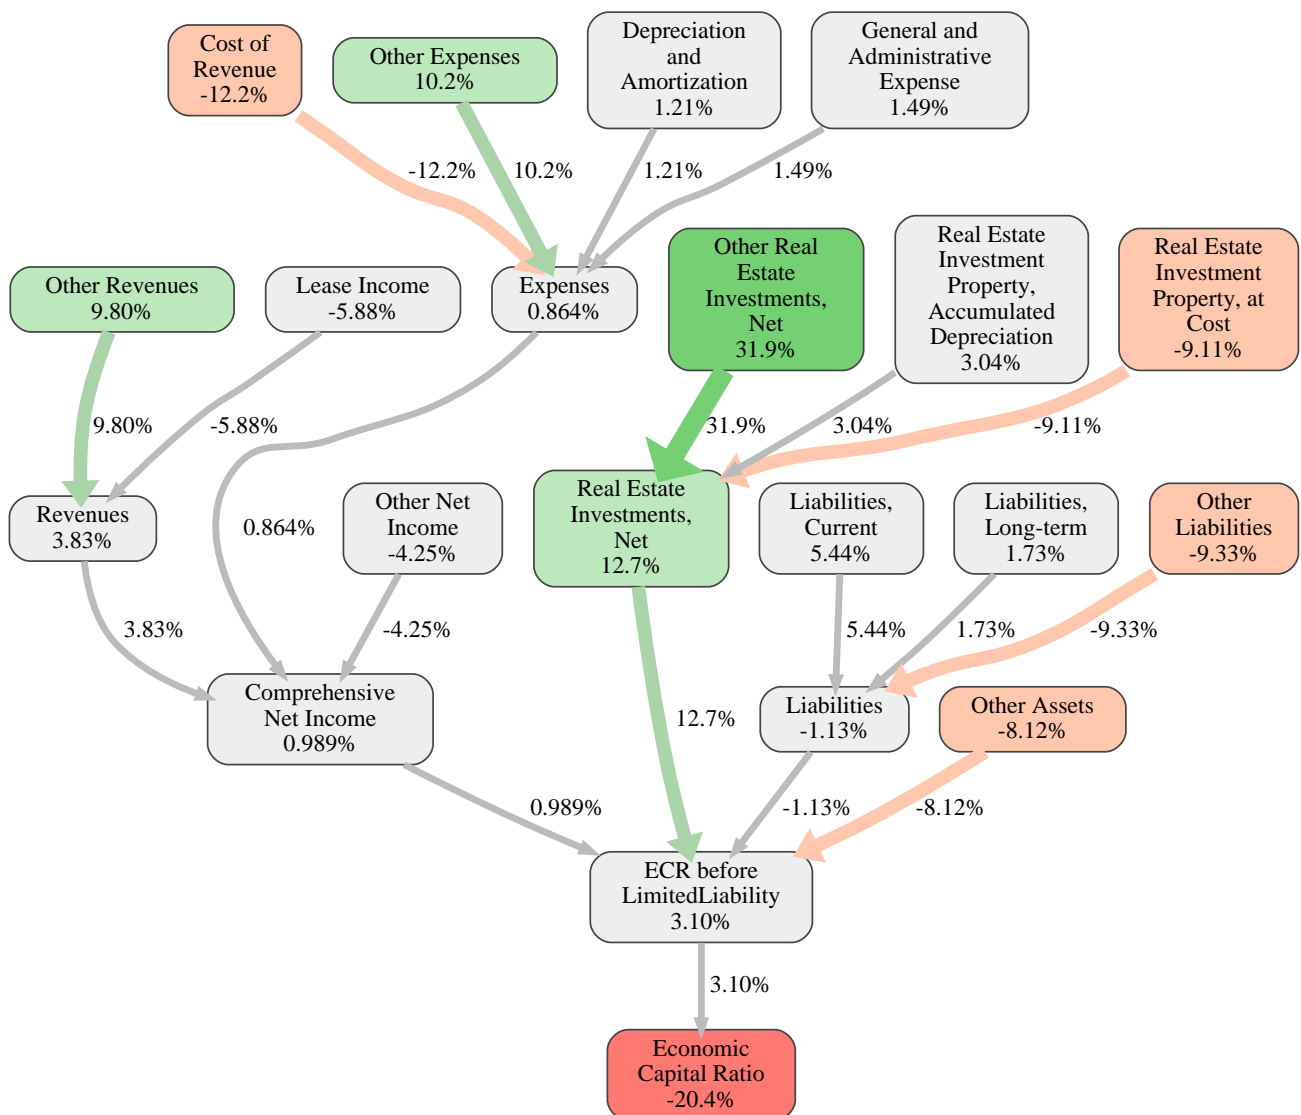 Cost of
Revenue
-12.2%
Other Expenses
10.2%
Depreciation
and
Amortization
1.21%
General and
Administrative
Expense
1.49%
-12.2%
10.2%
1.21%
1.49%
Other Revenues
9.80%
Lease Income
-5.88%
Expenses
0.864%
Other Real
Estate
Investments,
Net
31.9%
Real Estate
Investment
Property,
Accumulated
Depreciation
3.04%
Real Estate
Investment
Property, at
Cost
-9.11%
9.80%
-5.88%
31.9%
3.04%
-9.11%
Revenues
3.83%
0.864%
Other Net
Income
-4.25%
Real Estate
Investments,
Net
12.7%
Liabilities,
Current
5.44%
Liabilities,
Long-term
1.73%
Other
Liabilities
-9.33%
3.83%
-4.25%
5.44%
1.73%
-9.33%
Comprehensive
Net Income
0.989%
12.7%
Liabilities
-1.13%
Other Assets
-8.12%
0.989%
-1.13%
-8.12%
ECR before
LimitedLiability
3.10%
3.10%
Economic
Capital Ratio
-20.4%